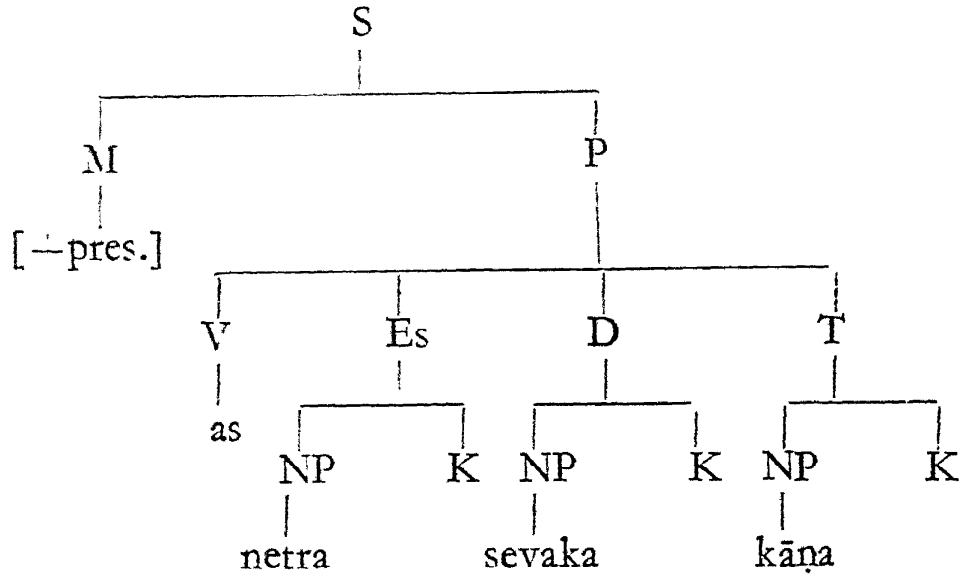 S
M P
[+pres.]
V Es D T
as
NP K NP K NP K
netra sevaka kāṇa